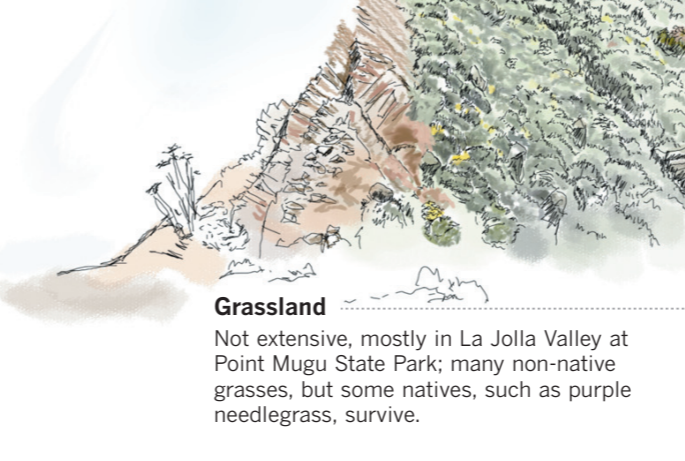 Grassland
Not extensive, mostly in La Jolla Valley at
Point Mugu State Park; many non-native
grasses, but some natives, such as purple
needlegrass, survive.